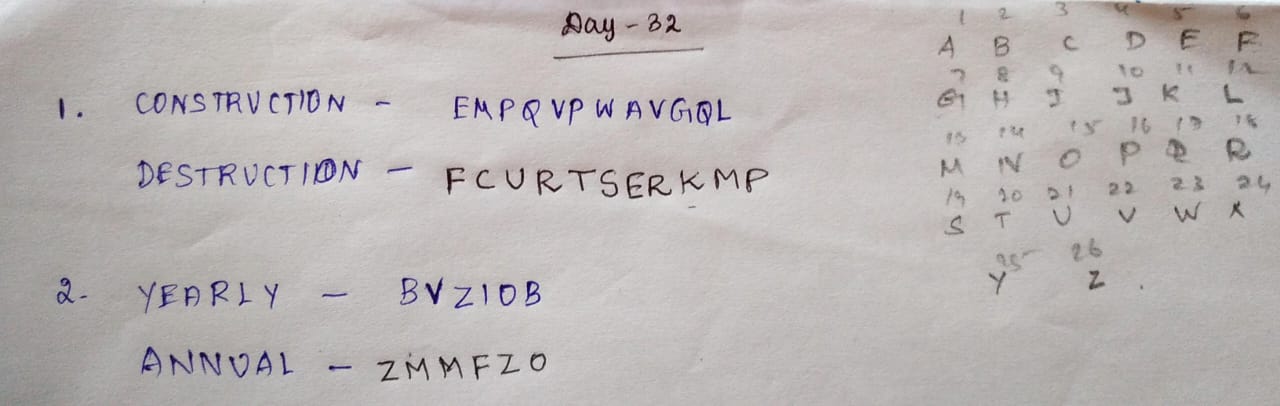 Day - 32
1. CONSTRUCTION - EMPQVPWAVGQL
DESTRUCTION - FCURTSERKMP
2- YEARLY - BVZIOB
ANNUAL - ZMMFZO
1 2 3 4 5 6
A B C D E F
7 8 9 10 11 12
G H I J K L
13 14 15 16 17 18
M N O P Q R
19 20 21 22 23 24
S T U V W X
25 26
Y Z .